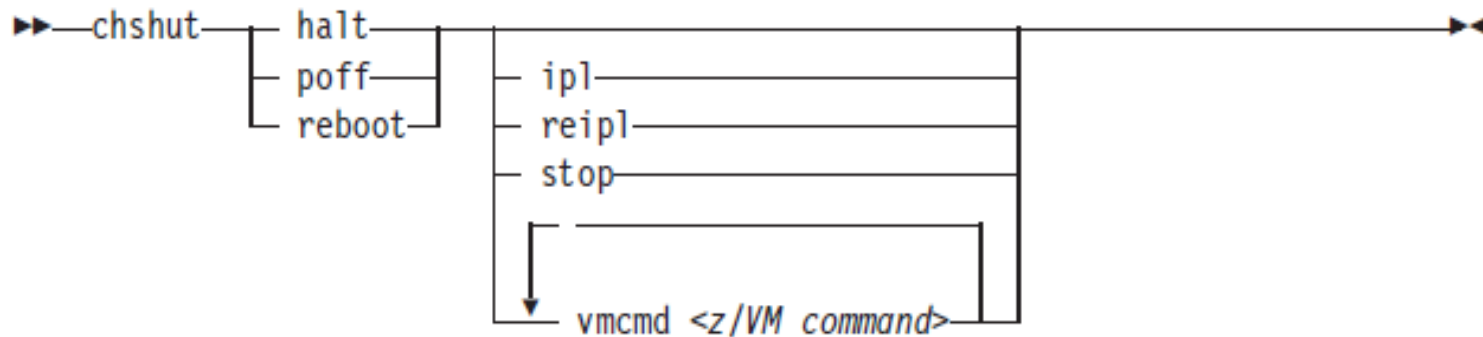 chshut halt
poff ipl
reboot reipl
stop
vmcmd <z/VM command>